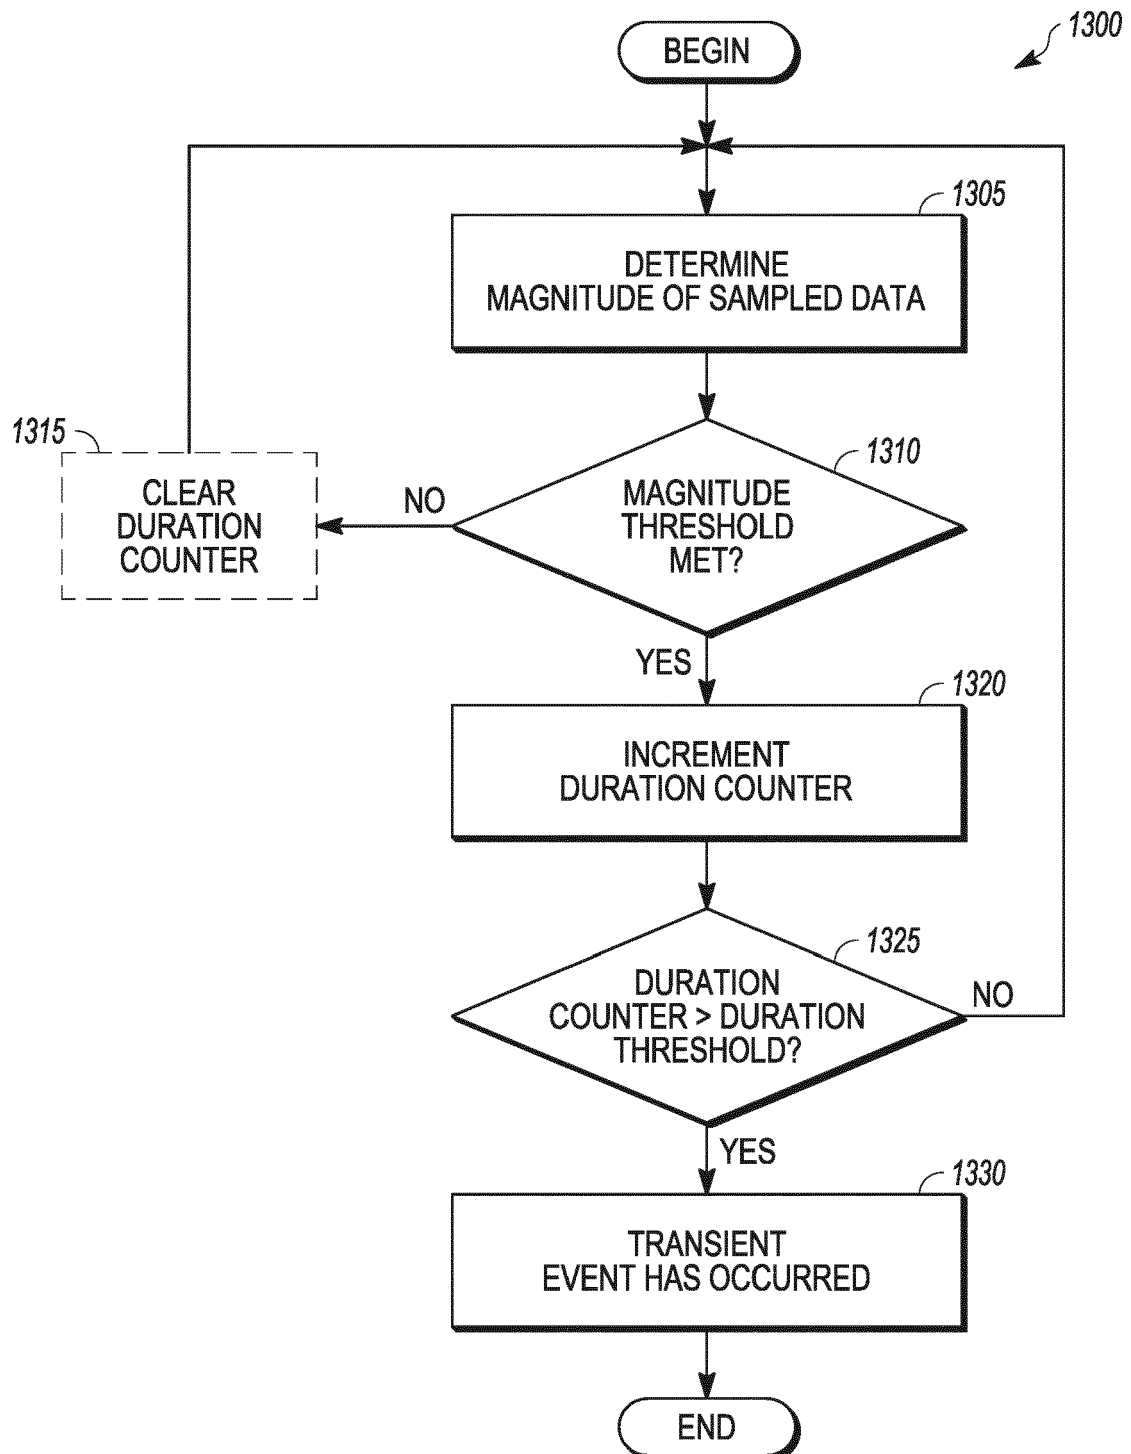 1300
BEGIN
1305
DETERMINE
MAGNITUDE OF SAMPLED DATA
1310
MAGNITUDE
THRESHOLD
MET?
NO
1315
CLEAR
DURATION
COUNTER
YES
1320
INCREMENT
DURATION COUNTER
1325
DURATION
COUNTER > DURATION
THRESHOLD?
NO
YES
1330
TRANSIENT
EVENT HAS OCCURRED
END